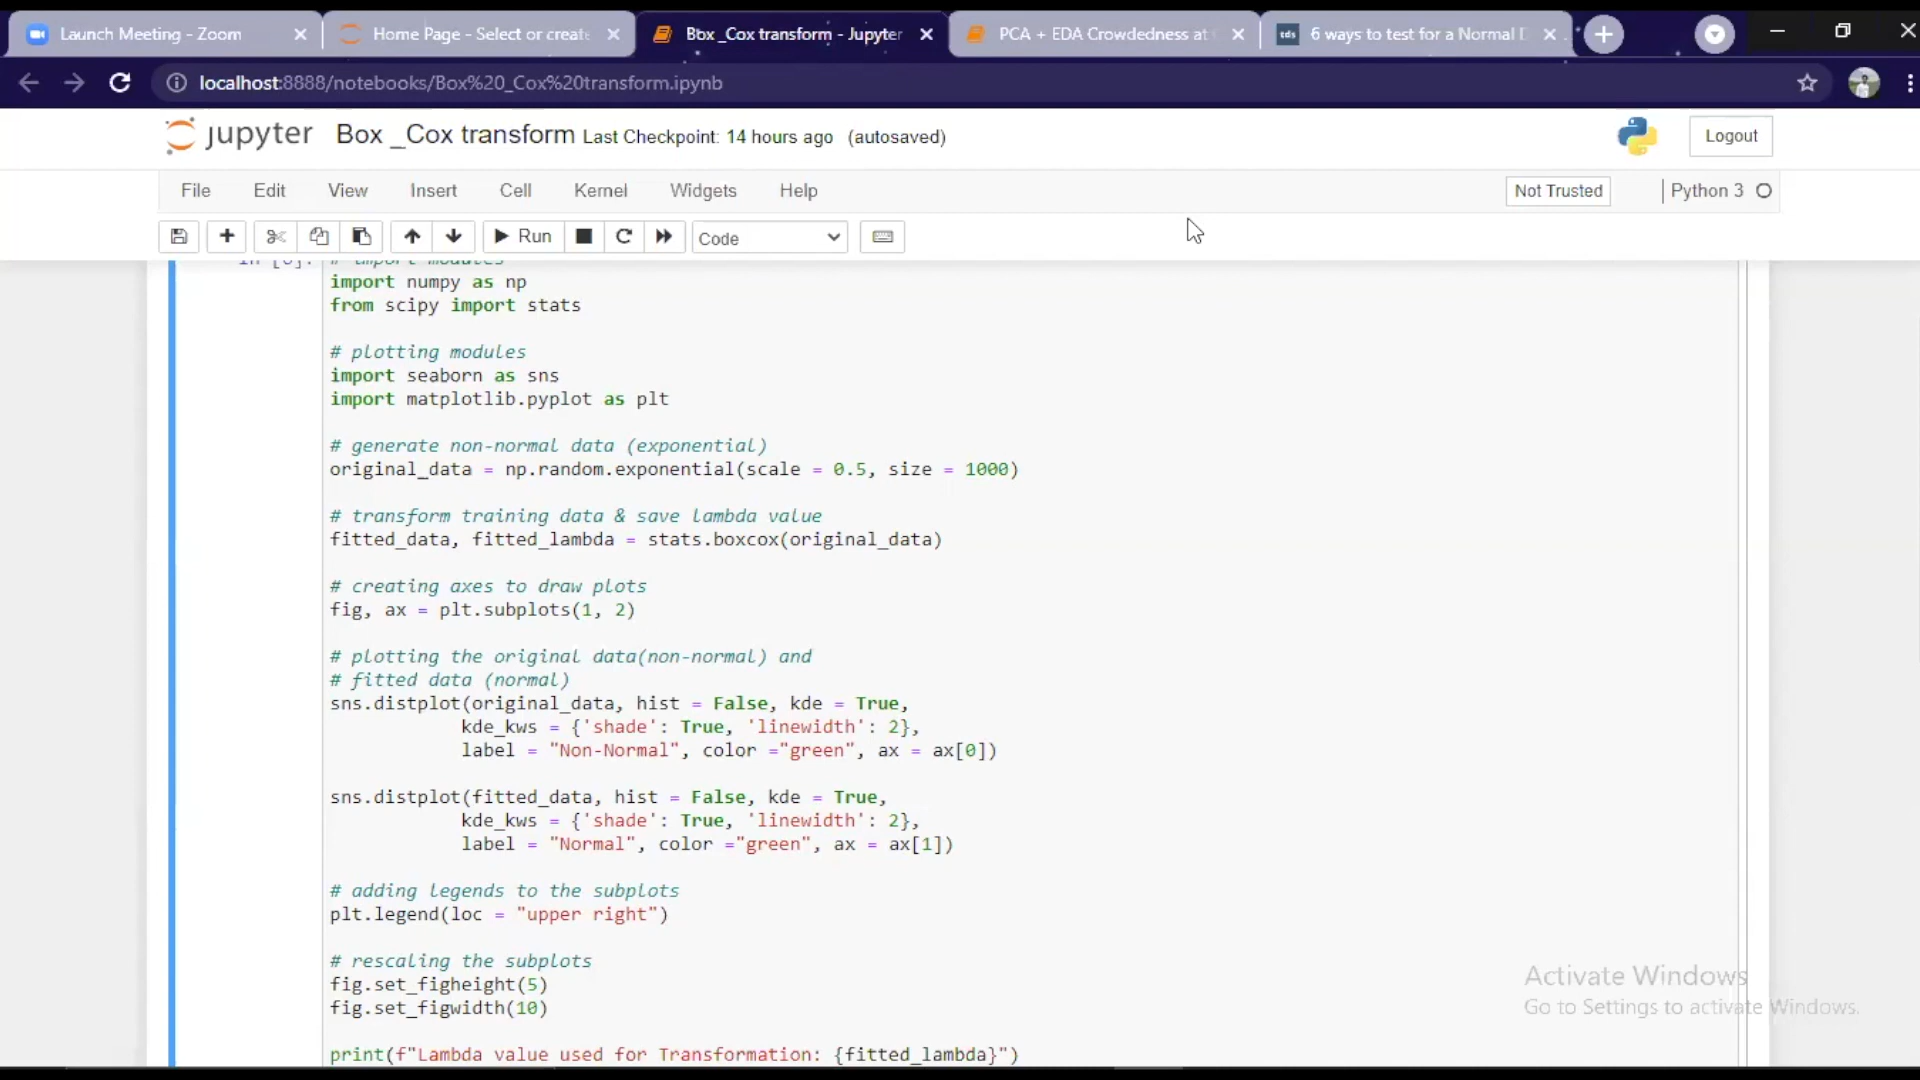 Launch Meeting - Zoom
Home Page - Select or create
Box _Cox transform - Jupyter
PCA + EDA Crowdedness at
tds 6 ways to test for a Normal D
localhost:8888/notebooks/Box%20_Cox%20transform.ipynb
jupyter Box _Cox transform Last Checkpoint: 14 hours ago (autosaved)
Logout
File Edit View Insert Cell Kernel Widgets Help
Not Trusted
Python 3
Run
Code
# import modules
import numpy as np
from scipy import stats
# plotting modules
import seaborn as sns
import matplotlib.pyplot as plt
# generate non-normal data (exponential)
original_data = np.random.exponential(scale = 0.5, size = 1000)
# transform training data & save lambda value
fitted_data, fitted_lambda = stats.boxcox(original_data)
# creating axes to draw plots
fig, ax = plt.subplots(1, 2)
# plotting the original data(non-normal) and
# fitted data (normal)
sns.distplot(original_data, hist = False, kde = True,
kde_kws = {'shade': True, 'linewidth': 2},
label = "Non-Normal", color ="green", ax = ax[0])
sns.distplot(fitted_data, hist = False, kde = True,
kde_kws = {'shade': True, 'linewidth': 2},
label = "Normal", color ="green", ax = ax[1])
# adding legends to the subplots
plt.legend(loc = "upper right")
# rescaling the subplots
fig.set_figheight(5)
fig.set_figwidth(10)
print(f"Lambda value used for Transformation: {fitted_lambda}")
Activate Windows
Go to Settings to activate Windows.